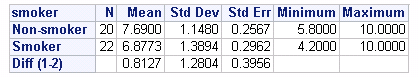 smoker N Mean Std Dev Std Err Minimum Maximum
Non-smoker 20 7.6900 1.1480 0.2567 5.8000 10.0000
Smoker 22 6.8773 1.3894 0.2962 4.2000 10.0000
Diff (1-2) 0.8127 1.2804 0.3956